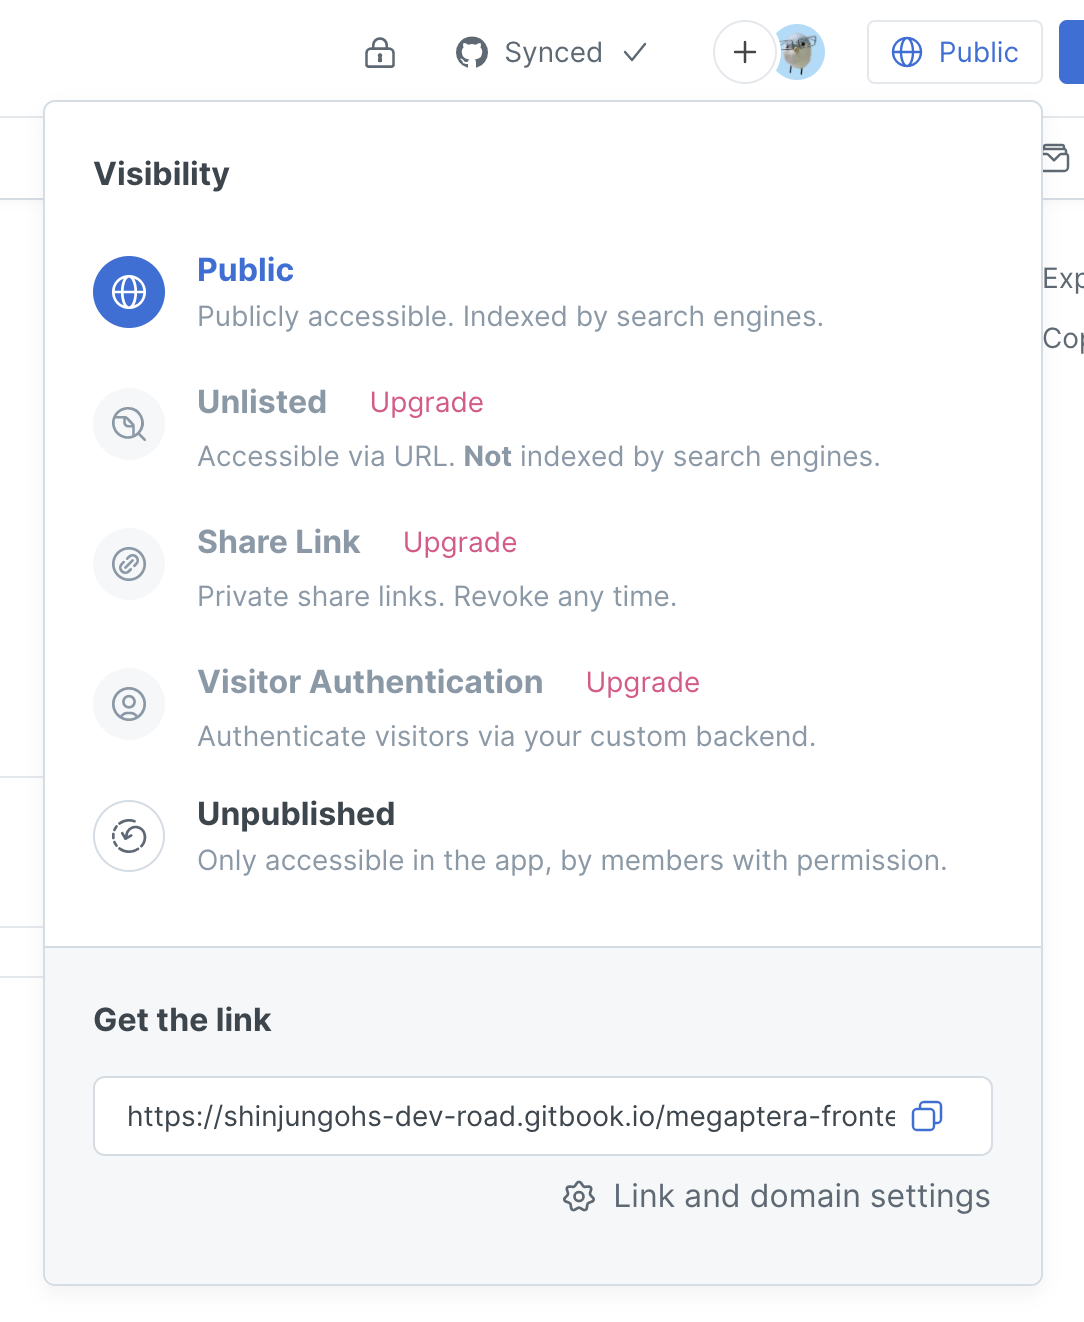 Synced
Public
Visibility
Public
Publicly accessible. Indexed by search engines.
Unlisted Upgrade
Accessible via URL. Not indexed by search engines.
Share Link Upgrade
Private share links. Revoke any time.
Visitor Authentication Upgrade
Authenticate visitors via your custom backend.
Unpublished
Only accessible in the app, by members with permission.
Get the link
https://shinjungohs-dev-road.gitbook.io/megaptera-fronte
Link and domain settings
Exp
Cop